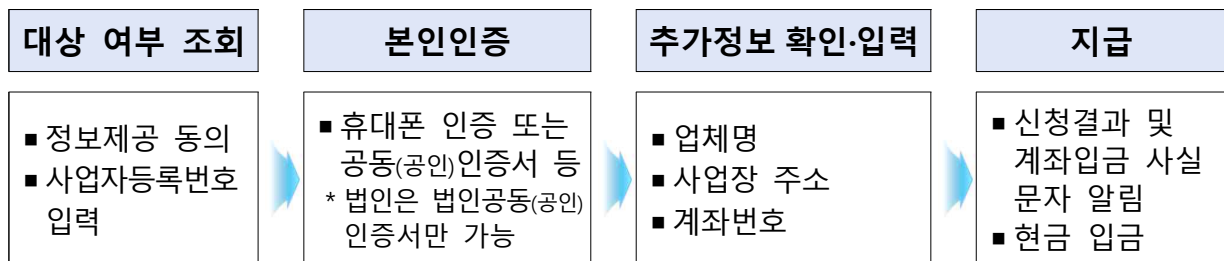 대상 여부 조회
■ 정보제공 동의
■ 사업자등록번호
입력
본인인증
■ 휴대폰 인증 또는
공동(공인)인증서 등
* 법인은 법인공동(공인)
인증서만 가능
추가정보 확인·입력
■ 업체명
■ 사업장 주소
■ 계좌번호
지급
■ 신청결과 및
계좌입금 사실
문자 알림
■ 현금 입금